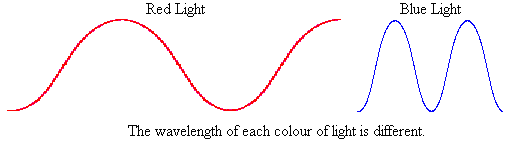 Red Light
Blue Light
The wavelength of each colour of light is different.